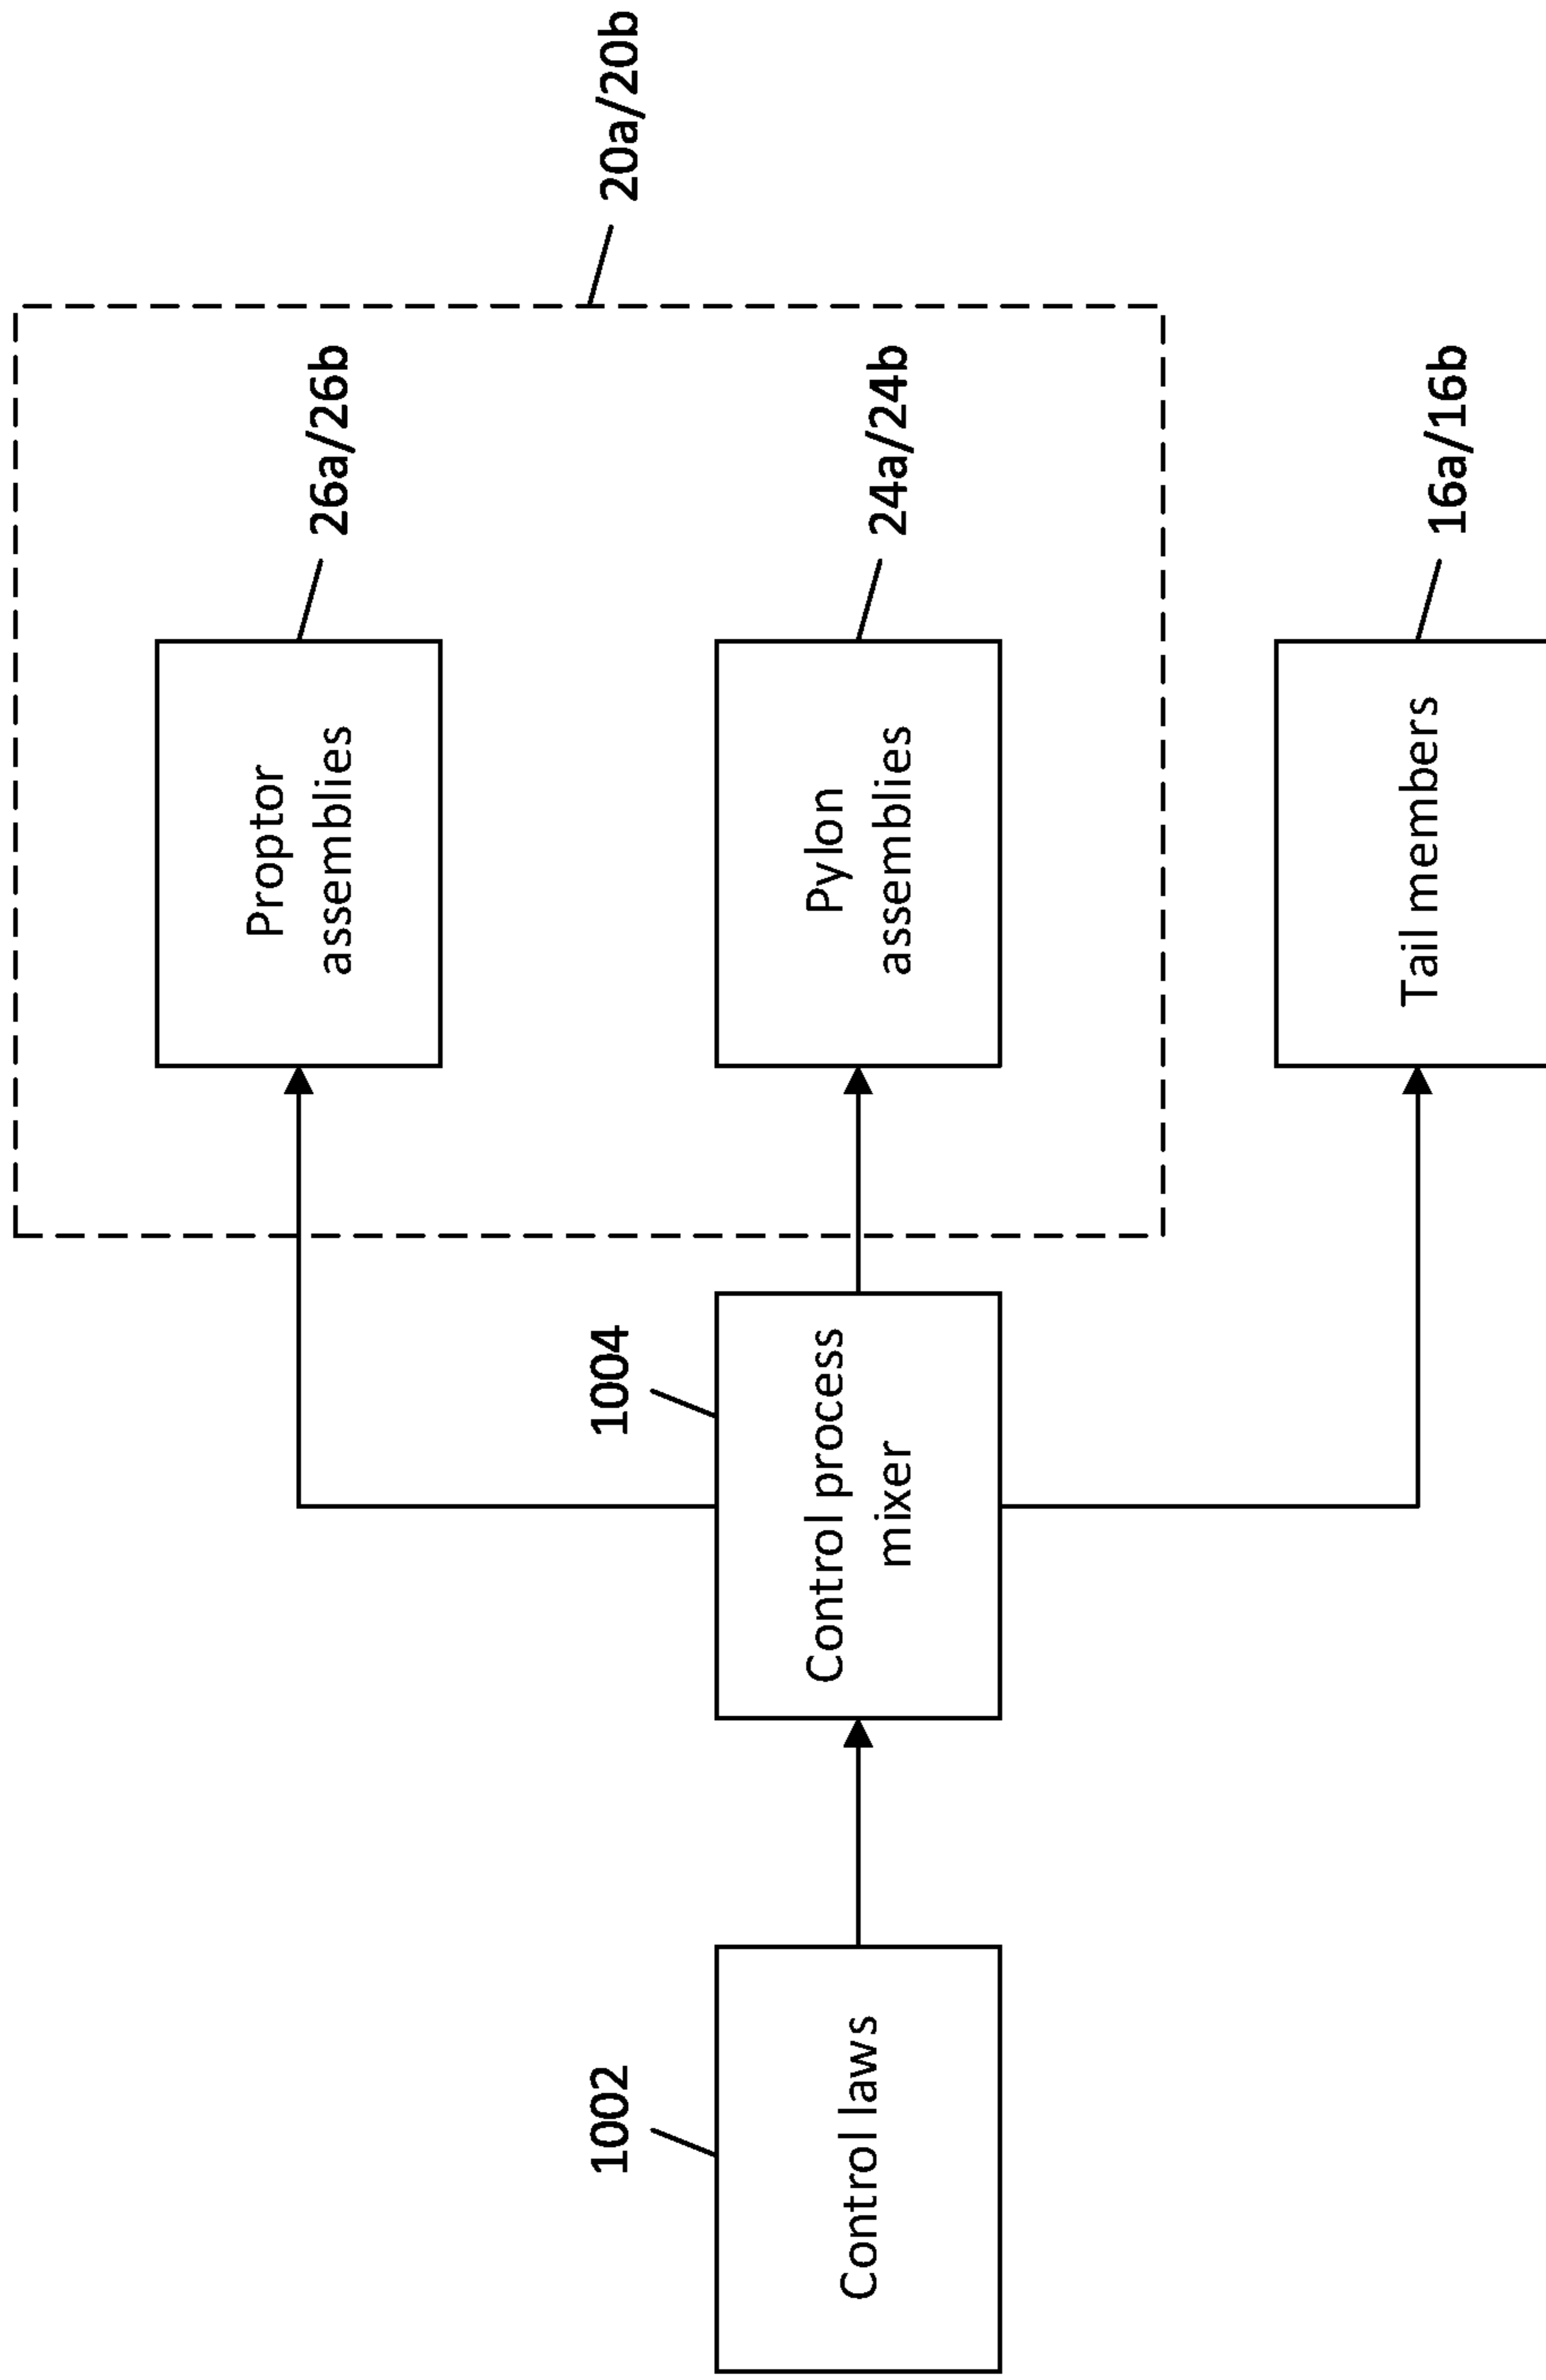 20a/20b
26a/26b
Proptor
assemblies
1004
24a/24b
Control laws
Control process
mixer
Pylon
assemblies
1002
16a/16b
Tail members